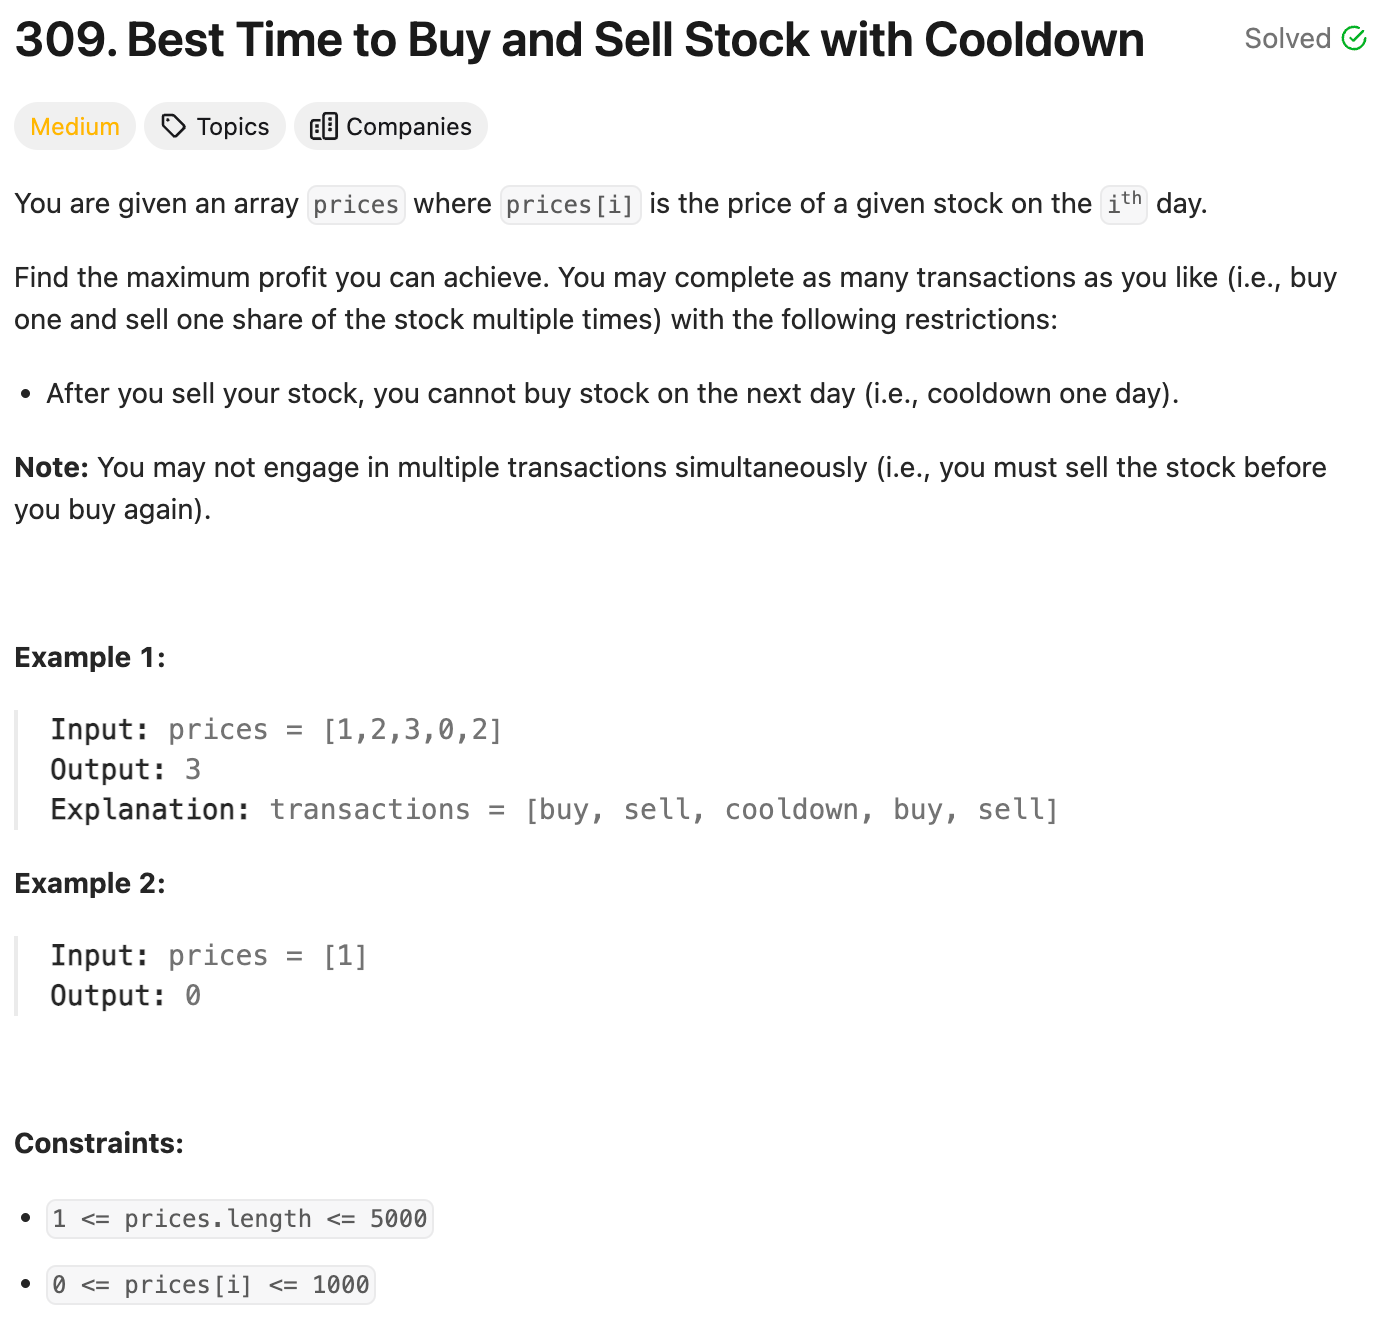 309. Best Time to Buy and Sell Stock with Cooldown
Solved
Medium
Topics
Companies
You are given an array prices where prices[i] is the price of a given stock on the ith day.
Find the maximum profit you can achieve. You may complete as many transactions as you like (i.e., buy
one and sell one share of the stock multiple times) with the following restrictions:
• After you sell your stock, you cannot buy stock on the next day (i.e., cooldown one day).
Note: You may not engage in multiple transactions simultaneously (i.e., you must sell the stock before
you buy again).
Example 1:
Input: prices = [1,2,3,0,2]
Output: 3
Explanation: transactions = [buy, sell, cooldown, buy, sell]
Example 2:
Input: prices = [1]
Output: 0
Constraints:
• 1 <= prices.length <= 5000
• 0 <= prices[i] <= 1000